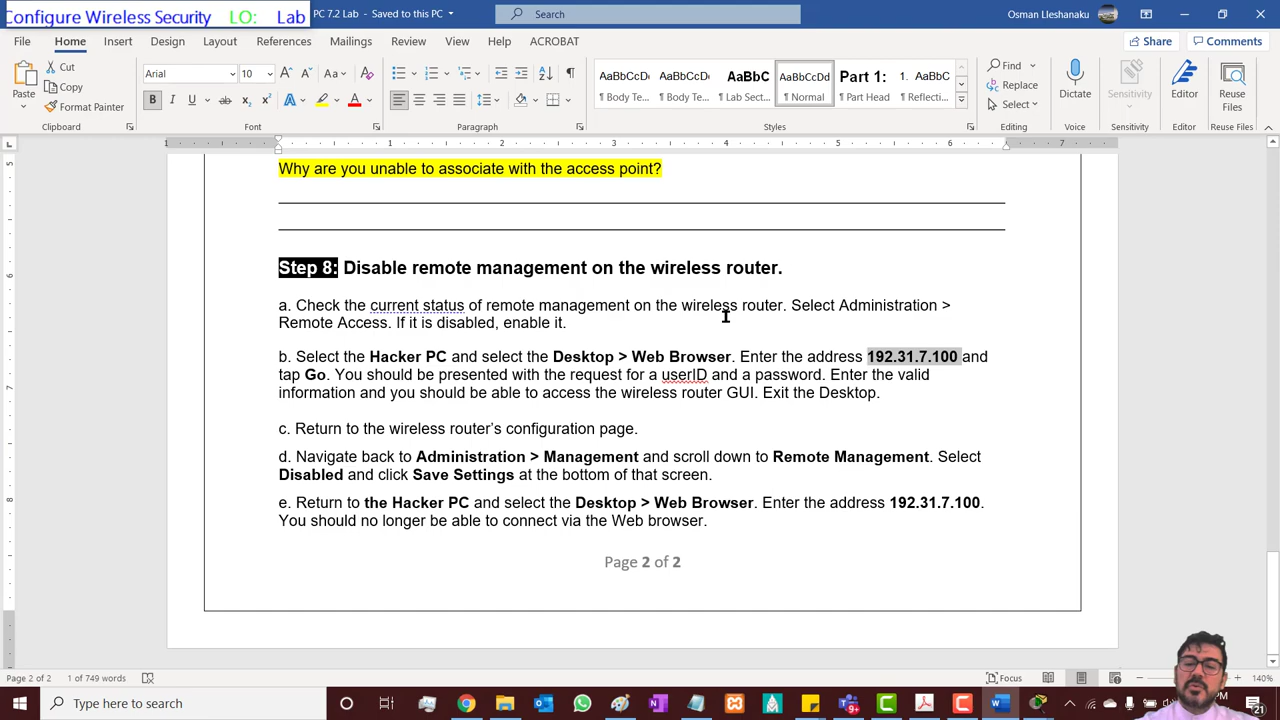 Configure Wireless Security LO: Lab
PC 7.2 Lab - Saved to this PC
Search
Osman Lleshanaku
File Home Insert Design Layout References Mailings Review View Help ACROBAT
Share Comments
Paste
Cut
Copy
Format Painter
Clipboard
Arial 10
Font
Paragraph
AaBbCcDc AaBbCcDc AaBbC AaBbCcDd Part 1: 1. AaBbC
¶ Body Te... ¶ Body Te... ¶ Lab Sect... ¶ Normal ¶ Part Head ¶ Reflecti...
Styles
Find
Replace
Select
Editing
Dictate
Voice
Sensitivity
Sensitivity
Editor
Editor
Reuse Files
Reuse Files
1 1 2 3 4 5 6 7
Why are you unable to associate with the access point?
Step 8: Disable remote management on the wireless router.
a. Check the current status of remote management on the wireless router. Select Administration >
Remote Access. If it is disabled, enable it.
b. Select the Hacker PC and select the Desktop > Web Browser. Enter the address 192.31.7.100 and
tap Go. You should be presented with the request for a userID and a password. Enter the valid
information and you should be able to access the wireless router GUI. Exit the Desktop.
c. Return to the wireless router's configuration page.
d. Navigate back to Administration > Management and scroll down to Remote Management. Select
Disabled and click Save Settings at the bottom of that screen.
e. Return to the Hacker PC and select the Desktop > Web Browser. Enter the address 192.31.7.100.
You should no longer be able to connect via the Web browser.
Page 2 of 2
Page 2 of 2 1 of 749 words
Focus
140%
Type here to search